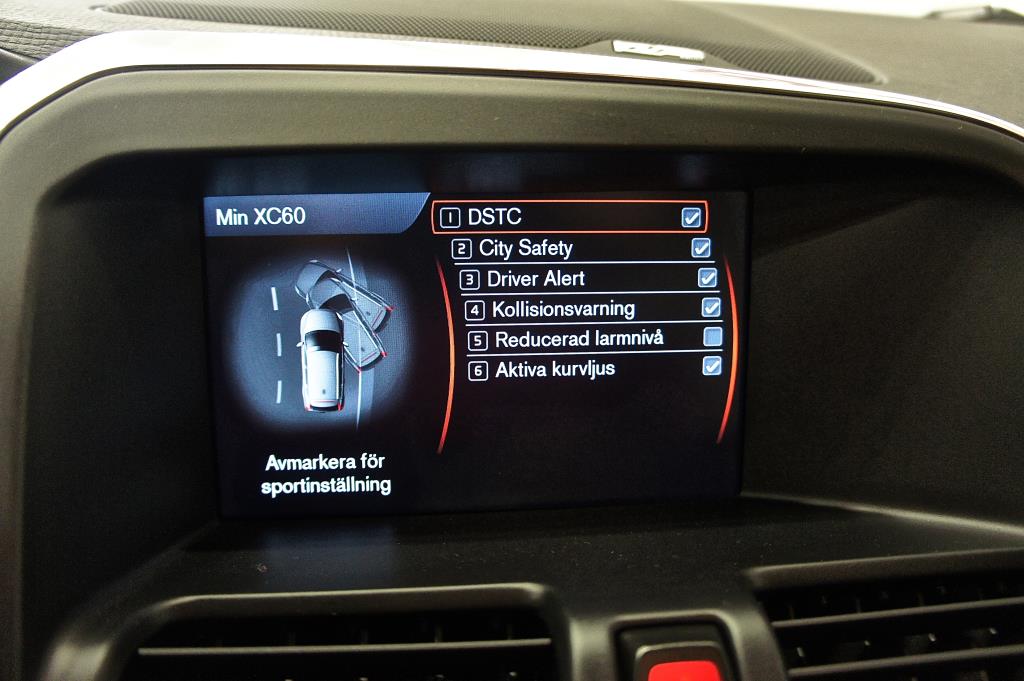 Min XC60
1 DSTC
2 City Safety
3 Driver Alert
4 Kollisionsvarning
5 Reducerad larmnivå
6 Aktiva kurvljus
Avmarkera för
sportinställning